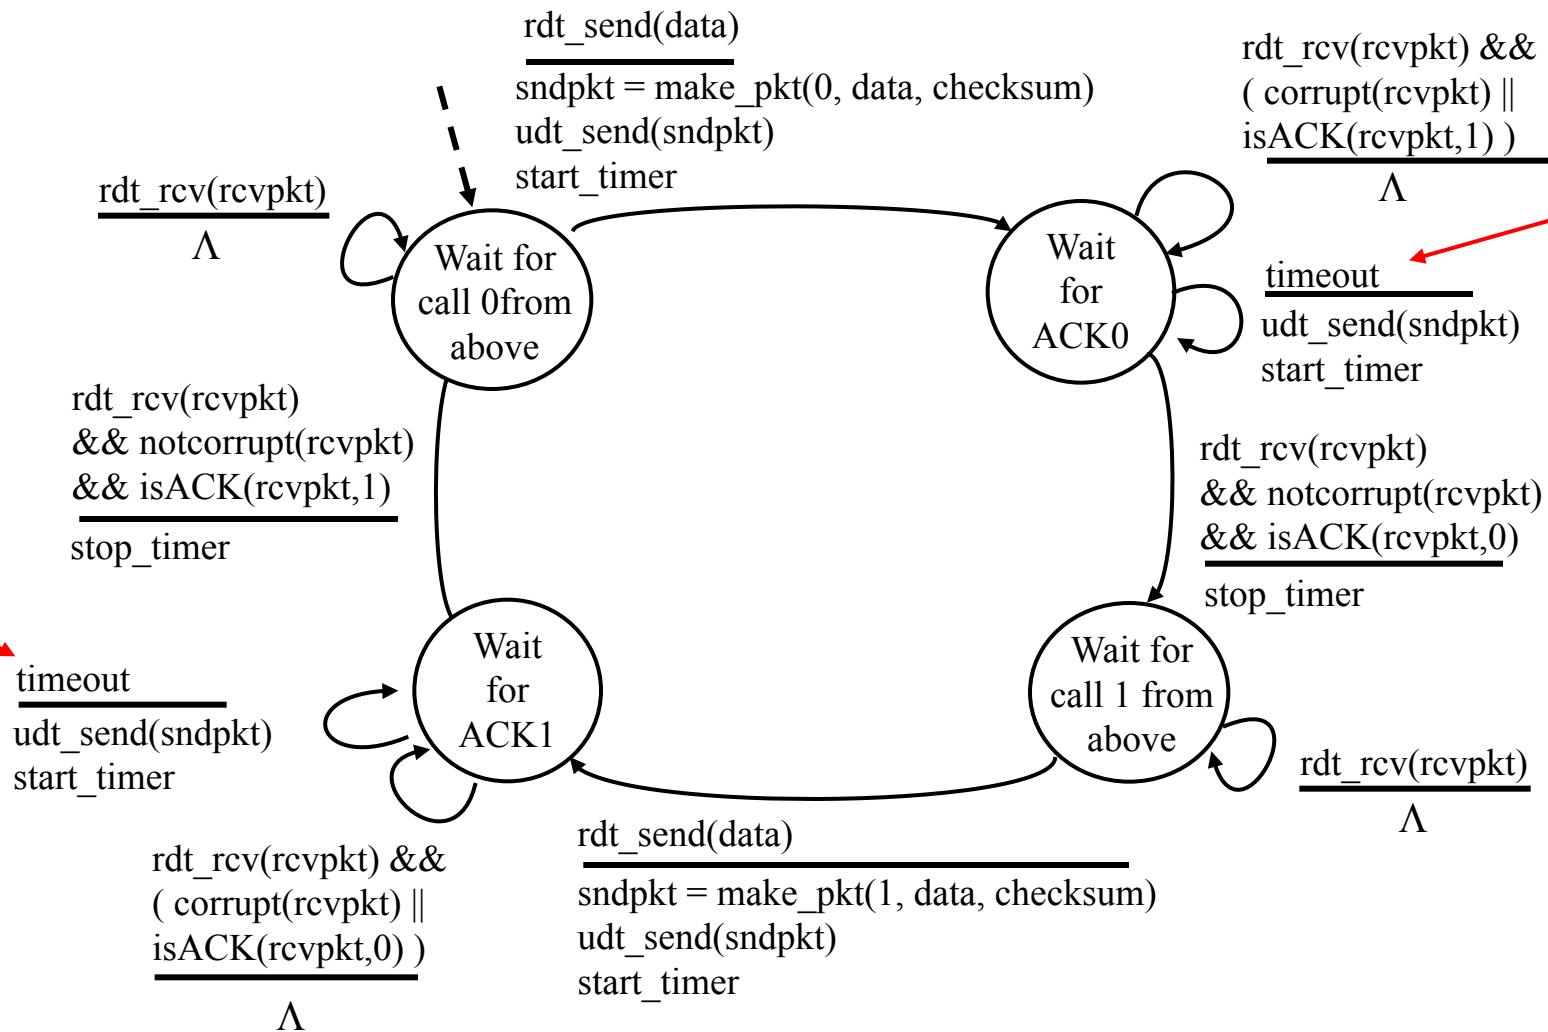 rdt_send(data)
sndpkt = make_pkt(0, data, checksum)
udt_send(sndpkt)
start_timer
rdt_rcv(rcvpkt) &&
( corrupt(rcvpkt) ||
isACK(rcvpkt,1) )
Λ
rdt_rcv(rcvpkt)
Λ
Wait for
call 0from
above
Wait
for
ACK0
timeout
udt_send(sndpkt)
start_timer
rdt_rcv(rcvpkt)
&& notcorrupt(rcvpkt)
&& isACK(rcvpkt,1)
stop_timer
rdt_rcv(rcvpkt)
&& notcorrupt(rcvpkt)
&& isACK(rcvpkt,0)
stop_timer
Wait
for
ACK1
Wait for
call 1 from
above
timeout
udt_send(sndpkt)
start_timer
rdt_rcv(rcvpkt)
Λ
rdt_rcv(rcvpkt) &&
( corrupt(rcvpkt) ||
isACK(rcvpkt,0) )
Λ
rdt_send(data)
sndpkt = make_pkt(1, data, checksum)
udt_send(sndpkt)
start_timer